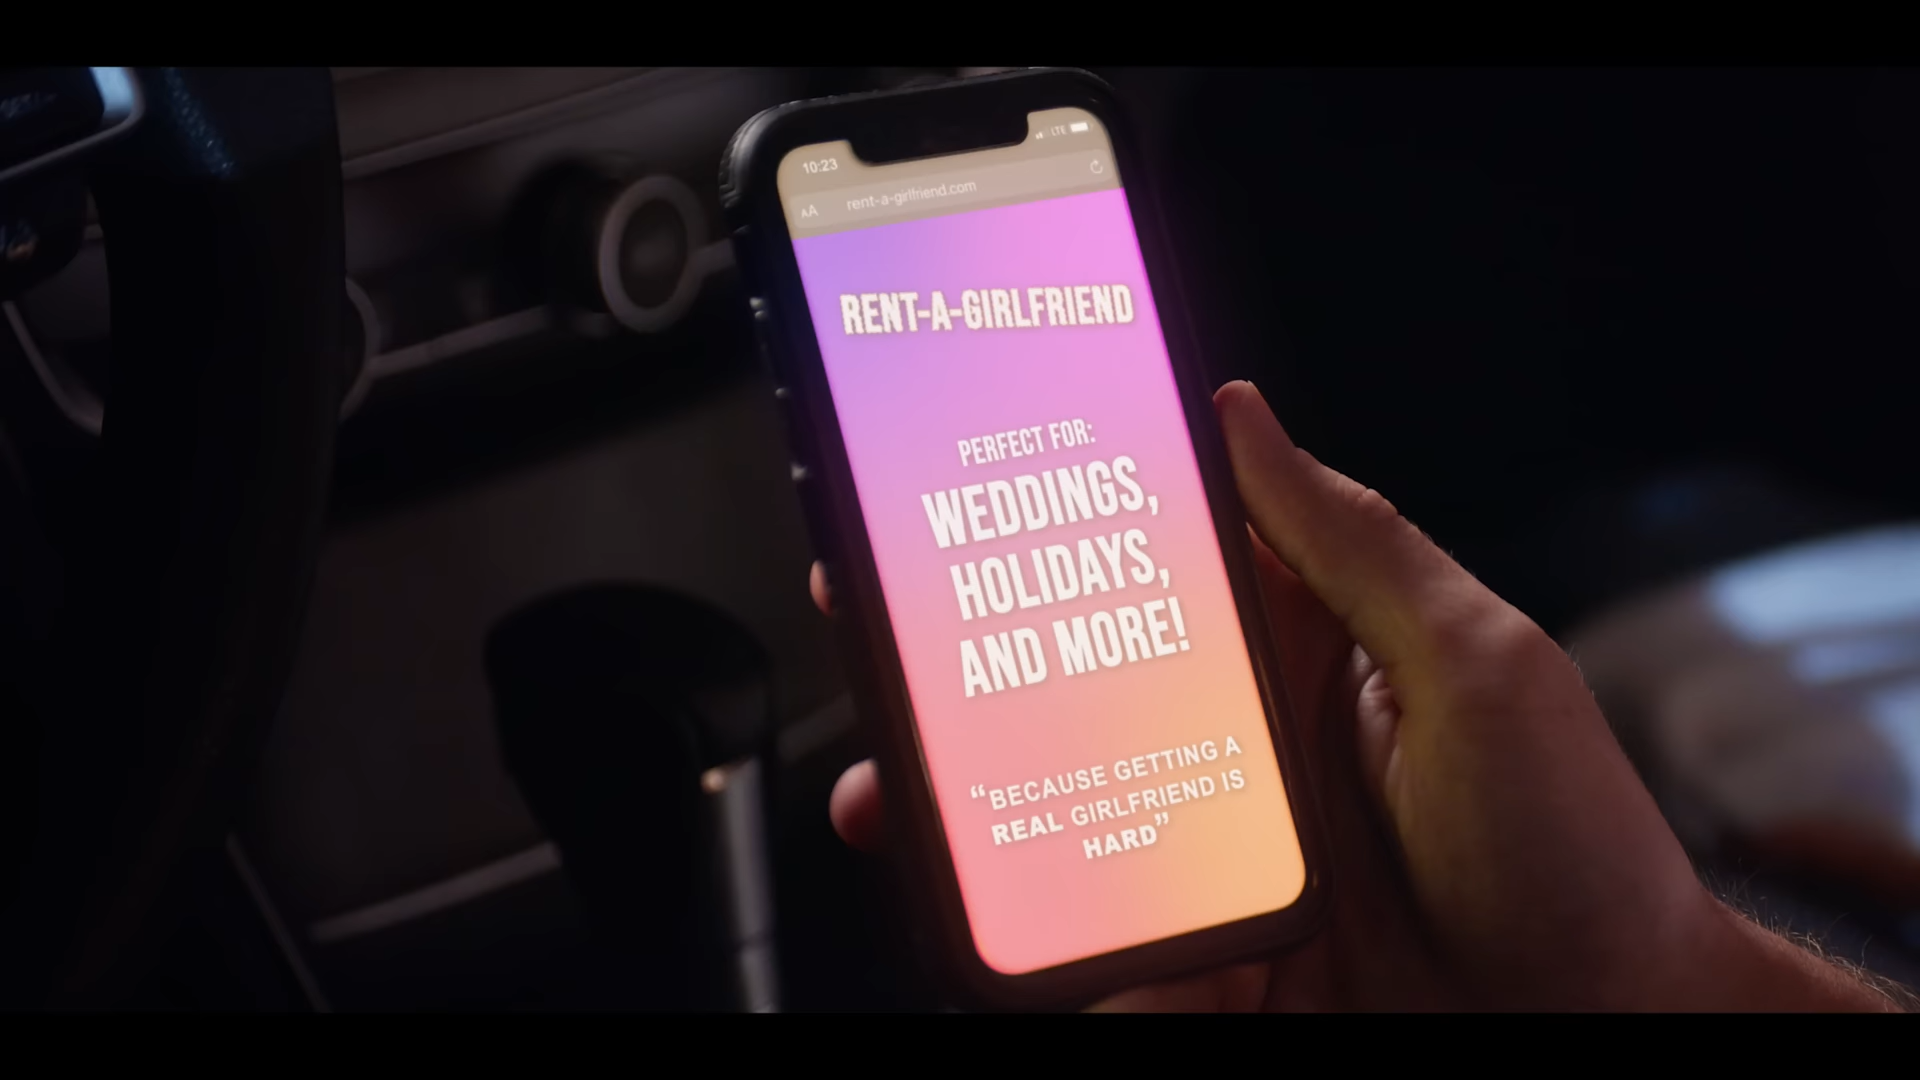 10:23
LTE
AA
rent-a-girlfriend.com
RENT-A-GIRLFRIEND
PERFECT FOR:
WEDDINGS,
HOLIDAYS,
AND MORE!
“BECAUSE GETTING A
REAL GIRLFRIEND IS
HARD”